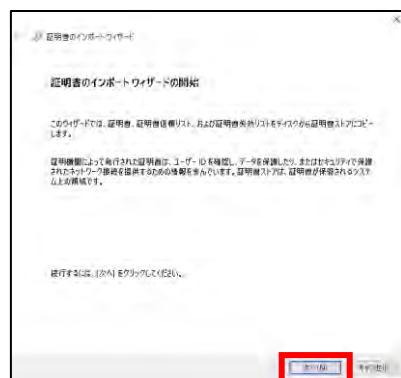 証明書のインポート ウィザード
証明書のインポート ウィザードの開始
このウィザードでは、証明書、証明書信頼リスト、および証明書失効リストをディスクから証明書ストアにコピー
します。
証明機関によって発行された証明書は、ユーザー ID を確認し、データを保護したり、またはセキュリティで保護
されたネットワーク接続を提供するための情報を含んでいます。証明書ストアは、証明書が保管されるシステ
ム上の領域です。
続行するには、[次へ] をクリックしてください。
次へ(N)
キャンセル